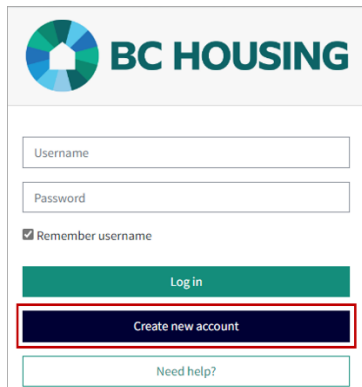 BC HOUSING
Username
Password
Remember username
Log in
Create new account
Need help?